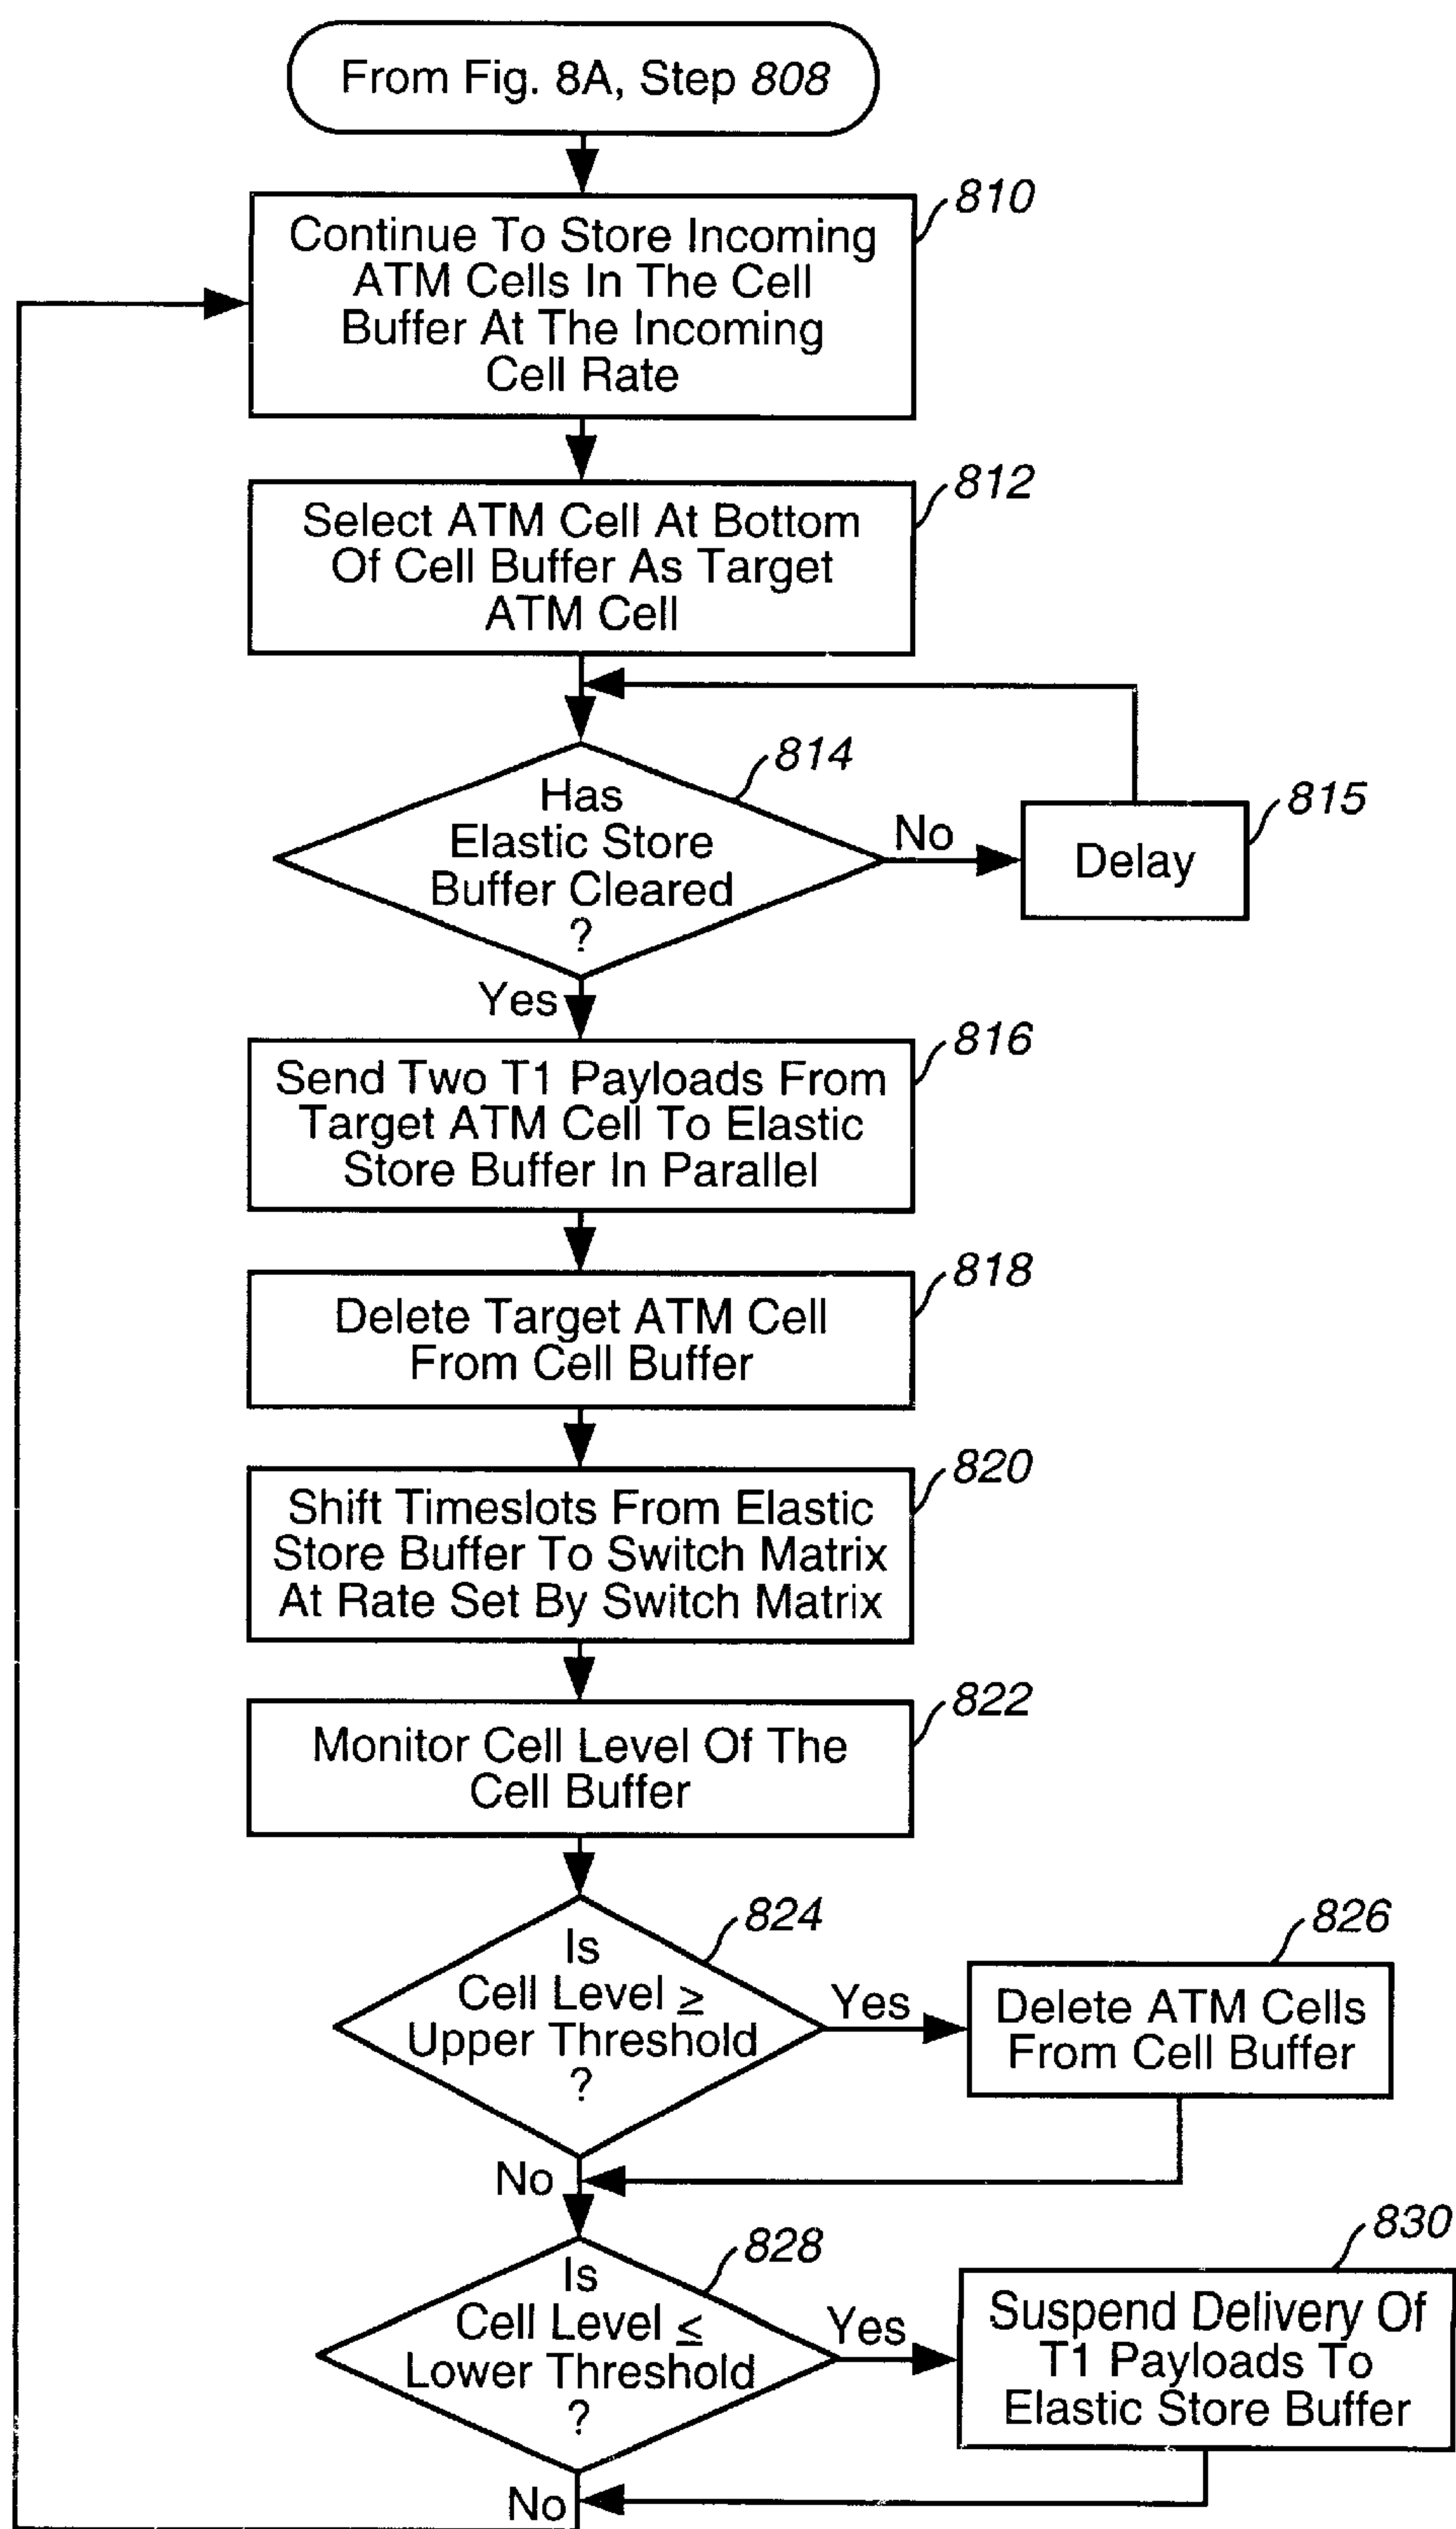 From Fig. 8A, Step 808
810
Continue To Store Incoming
ATM Cells In The Cell
Buffer At The Incoming
Cell Rate
812
Select ATM Cell At Bottom
Of Cell Buffer As Target
ATM Cell
814
Has
Elastic Store
Buffer Cleared
?
No
815
Delay
Yes
816
Send Two T1 Payloads From
Target ATM Cell To Elastic
Store Buffer In Parallel
818
Delete Target ATM Cell
From Cell Buffer
820
Shift Timeslots From Elastic
Store Buffer To Switch Matrix
At Rate Set By Switch Matrix
822
Monitor Cell Level Of The
Cell Buffer
824
Is
Cell Level ≥
Upper Threshold
?
Yes
826
Delete ATM Cells
From Cell Buffer
No
828
Is
Cell Level ≤
Lower Threshold
?
Yes
830
Suspend Delivery Of
T1 Payloads To
Elastic Store Buffer
No